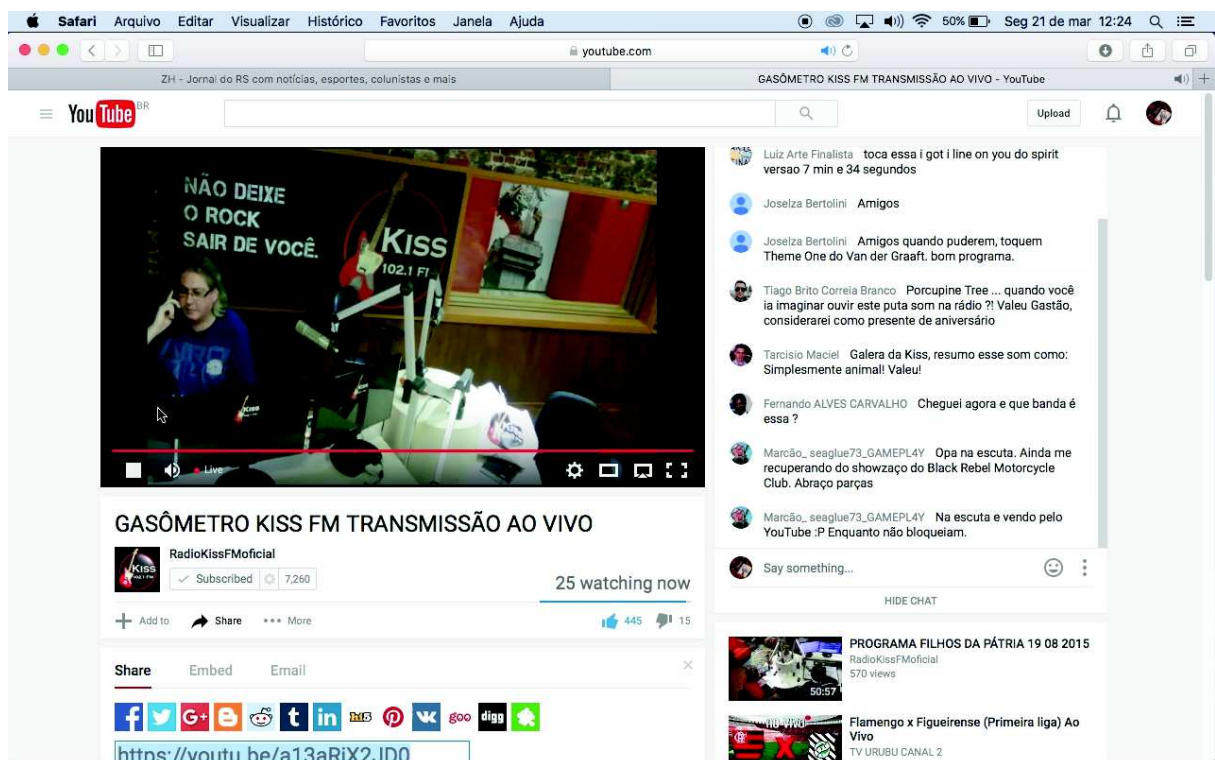 Safari Arquivo Editar Visualizar Histórico Favoritos Janela Ajuda 50% Seg 21 de mar 12:24
youtube.com
ZH - Jornal do RS com notícias, esportes, colunistas e mais
GASÔMETRO KISS FM TRANSMISSÃO AO VIVO - YouTube
YouTube BR
Upload
NÃO DEIXE
O ROCK
SAIR DE VOCÊ.
KISS
102.1 FM
Kiss
Live
GASÔMETRO KISS FM TRANSMISSÃO AO VIVO
RadioKissFMoficial
Subscribed 7,260
25 watching now
Add to Share More
445 15
Share Embed Email
goo digg
https://youtu.be/a13aRiX2JD0
Luiz Arte Finalista toca essa i got i line on you do spirit
versao 7 min e 34 segundos
Joselza Bertolini Amigos
Joselza Bertolini Amigos quando puderem, toquem
Theme One do Van der Graaft. bom programa.
Tiago Brito Correia Branco Porcupine Tree ... quando você
ia imaginar ouvir este puta som na rádio ?! Valeu Gastão,
considerarei como presente de aniversário
Tarcisio Maciel Galera da Kiss, resumo esse som como:
Simplesmente animal! Valeu!
Fernando ALVES CARVALHO Cheguei agora e que banda é
essa ?
Marcão_ seaglue73_GAMEPL4Y Opa na escuta. Ainda me
recuperando do showzaço do Black Rebel Motorcycle
Club. Abraço parças
Marcão_ seaglue73_GAMEPL4Y Na escuta e vendo pelo
YouTube :P Enquanto não bloqueiam.
Say something...
HIDE CHAT
PROGRAMA FILHOS DA PÁTRIA 19 08 2015
RadioKissFMoficial
570 views
50:57
Flamengo x Figueirense (Primeira liga) Ao
Vivo
TV URUBU CANAL 2